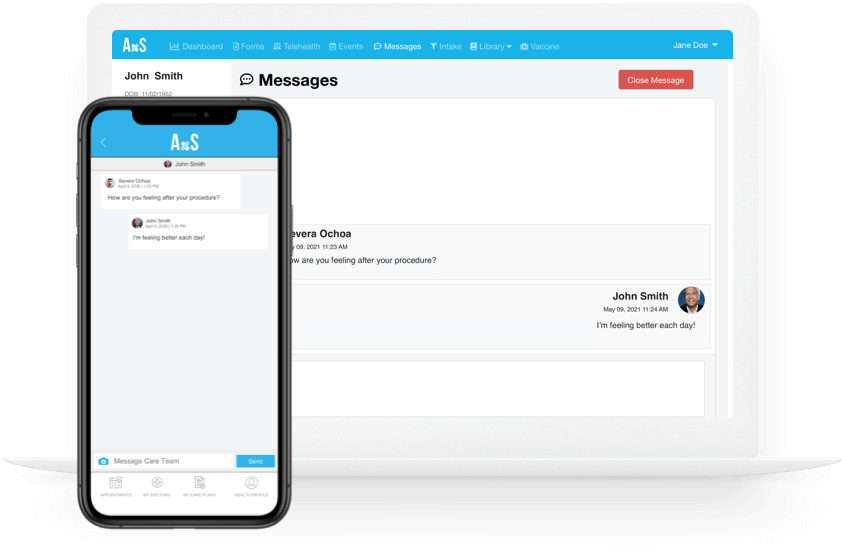 A&S
Dashboard
Forms
Telehealth
Events
Messages
Intake
Library
Vaccine
Jane Doe
John Smith
DOB: 11/02/1952
Messages
Close Message
evera Ochoa
y 09, 2021 11:23 AM
ow are you feeling after your procedure?
John Smith
May 09, 2021 11:24 AM
I'm feeling better each day!
A&S
John Smith
Severa Ochoa
April 9, 2020 | 1:25 PM
How are you feeling after your procedure?
John Smith
April 9, 2020 | 1:26 PM
I'm feeling better each day!
Message Care Team
Send
APPOINTMENTS
MY DOCTORS
MY CARE PLANS
HEALTH PROFILE